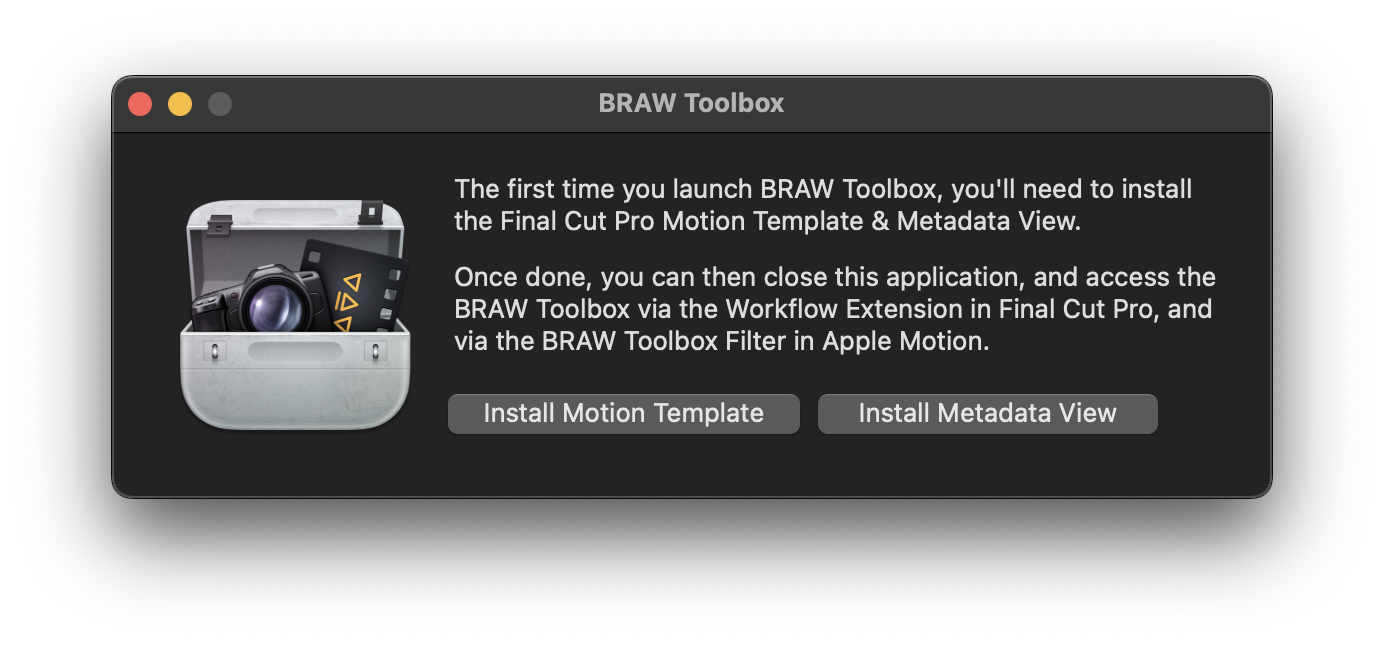 BRAW Toolbox
The first time you launch BRAW Toolbox, you'll need to install
the Final Cut Pro Motion Template & Metadata View.
Once done, you can then close this application, and access the
BRAW Toolbox via the Workflow Extension in Final Cut Pro, and
via the BRAW Toolbox Filter in Apple Motion.
Install Motion Template
Install Metadata View